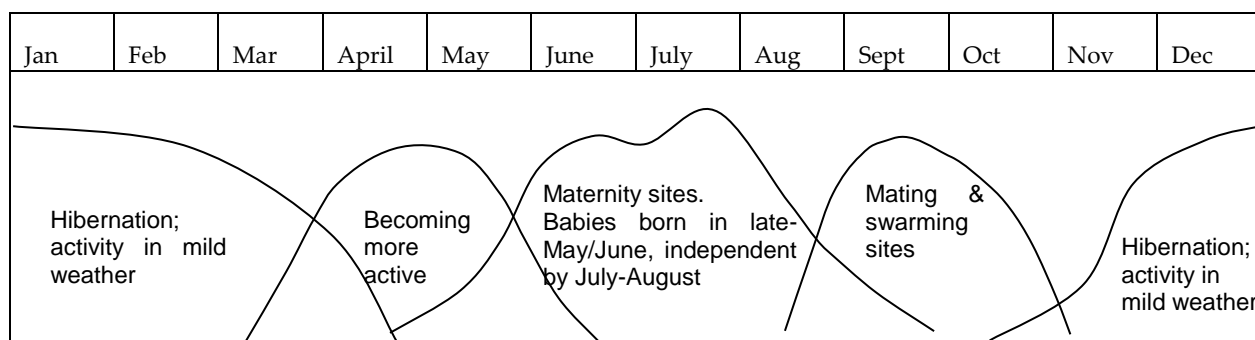 Jan Feb Mar April May June July Aug Sept Oct Nov Dec
Hibernation;
activity in mild
weather
Becoming
more
active
Maternity sites.
Babies born in late-
May/June, independent
by July-August
Mating &
swarming
sites
Hibernation;
activity in
mild weather